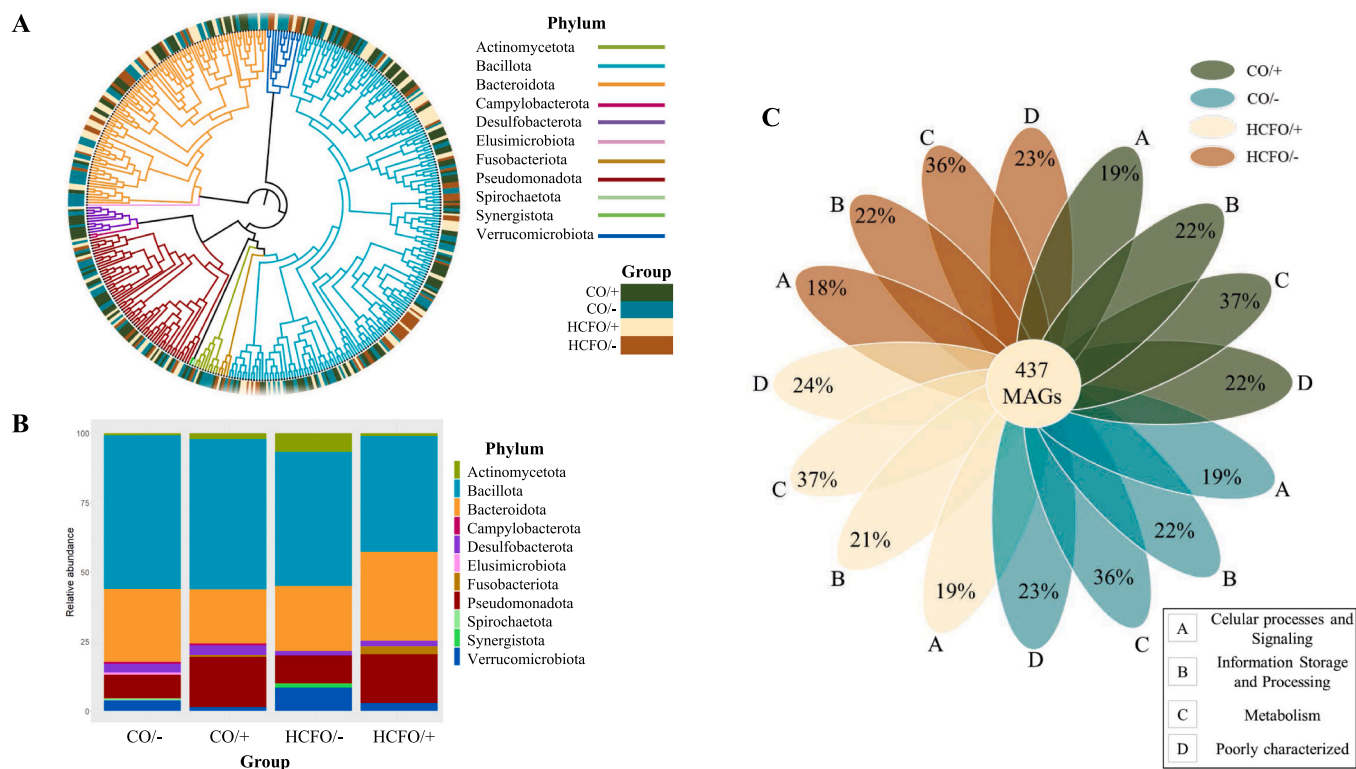 A
Phylum
Actinomycetota
Bacillota
Bacteroidota
Campylobacterota
Desulfobacterota
Elusimicrobiota
Fusobacteriota
Pseudomonadota
Spirochaetota
Synergistota
Verrucomicrobiota
Group
CO/+
CO/-
HCFO/+
HCFO/-
B
100
75
50
25
0
Relative abundance
CO/-
CO/+
HCFO/-
HCFO/+
Group
Phylum
Actinomycetota
Bacillota
Bacteroidota
Campylobacterota
Desulfobacterota
Elusimicrobiota
Fusobacteriota
Pseudomonadota
Spirochaetota
Synergistota
Verrucomicrobiota
C
CO/+
CO/-
HCFO/+
HCFO/-
437
MAGs
A
19%
B
22%
C
37%
D
22%
A
19%
B
22%
C
36%
D
23%
A
19%
B
21%
C
37%
D
24%
A
18%
B
22%
C
36%
D
23%
A
Cellular processes and
Signaling
B
Information Storage
and Processing
C
Metabolism
D
Poorly characterized